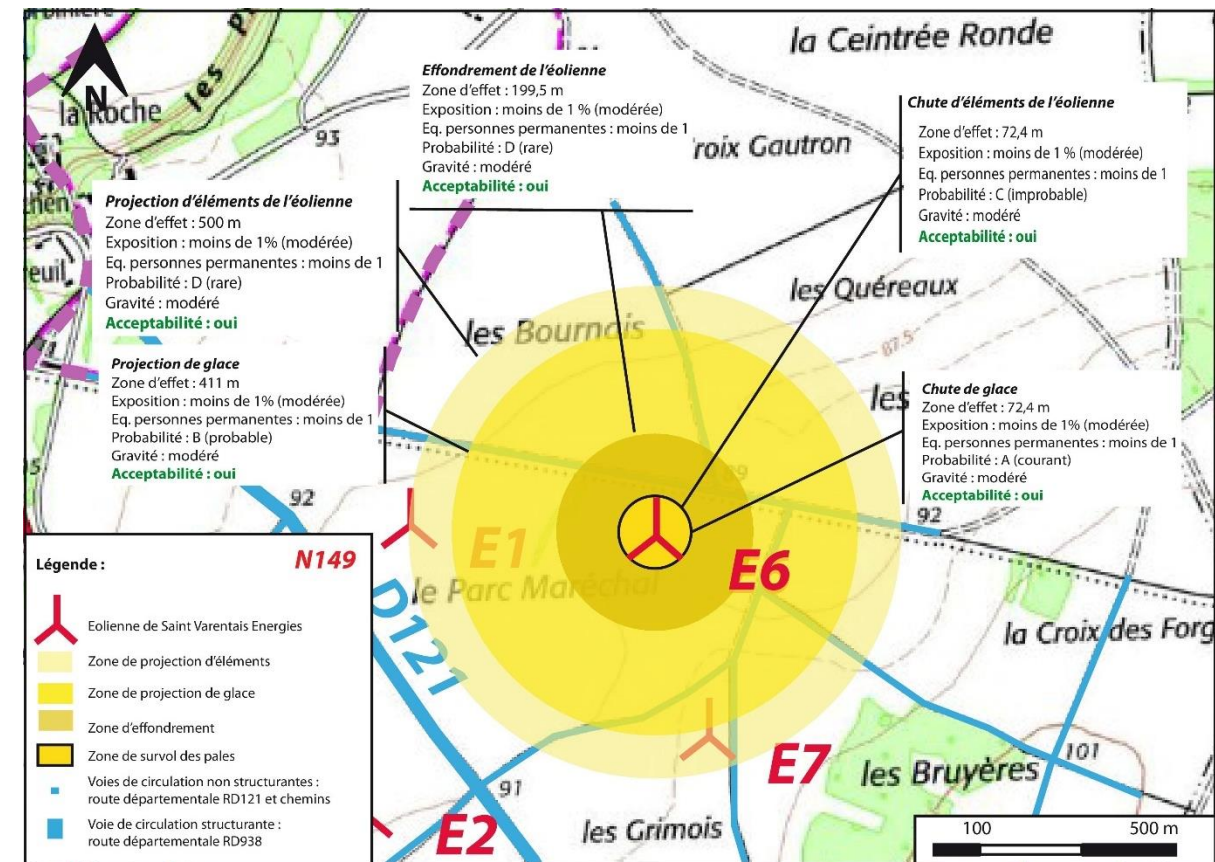 la Ceintrée Ronde
N
la Roche
93
Effondrement de l'éolienne
Zone d'effet : 199,5 m
Exposition : moins de 1 % (modérée)
Eq. personnes permanentes : moins de 1
Probabilité : D (rare)
Gravité : modéré
Acceptabilité : oui
Chute d'éléments de l'éolienne
Zone d'effet : 72,4 m
Exposition : moins de 1 % (modérée)
Eq. personnes permanentes : moins de 1
Probabilité : C (improbable)
Gravité : modéré
Acceptabilité : oui
roix Gautron
Projection d'éléments de l'éolienne
Zone d'effet : 500 m
Exposition : moins de 1% (modérée)
Eq. personnes permanentes : moins de 1
Probabilité : D (rare)
Gravité : modéré
Acceptabilité : oui
euil
les Quéreaux
les Bournais
87.5
Projection de glace
Zone d'effet : 411 m
Exposition : moins de 1% (modérée)
Eq. personnes permanentes : moins de 1
Probabilité : B (probable)
Gravité : modéré
Acceptabilité : oui
les
Chute de glace
Zone d'effet : 72,4 m
Exposition : moins de 1% (modérée)
Eq. personnes permanentes : moins de 1
Probabilité : A (courant)
Gravité : modéré
Acceptabilité : oui
89
92
92
E1
E6
le Parc Maréchal
D121
la Croix des Forg
N149
Légende :
Eolienne de Saint Varentais Energies
Zone de projection d'éléments
Zone de projection de glace
Zone d'effondrement
Zone de survol des pales
Voies de circulation non structurantes :
route départementale RD121 et chemins
Voie de circulation structurante :
route départementale RD938
E7
101
les Bruyères
91
E2
les Grimois
100 500 m